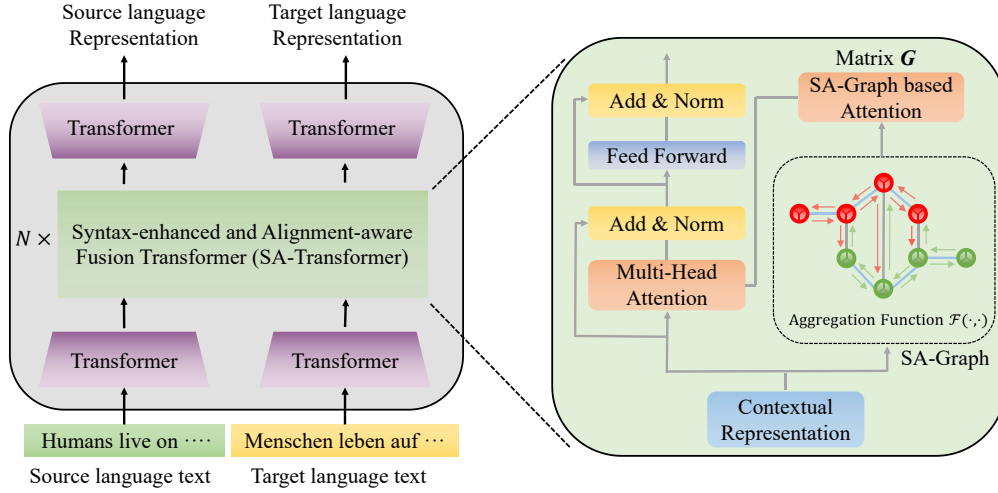 Source language
Representation
Target language
Representation
Transformer
Transformer
N ×
Syntax-enhanced and Alignment-aware
Fusion Transformer (SA-Transformer)
Transformer
Transformer
Humans live on ····
Menschen leben auf ···
Source language text
Target language text
Matrix G
Add & Norm
SA-Graph based
Attention
Feed Forward
Add & Norm
Multi-Head
Attention
Aggregation Function ℱ(·,·)
SA-Graph
Contextual
Representation